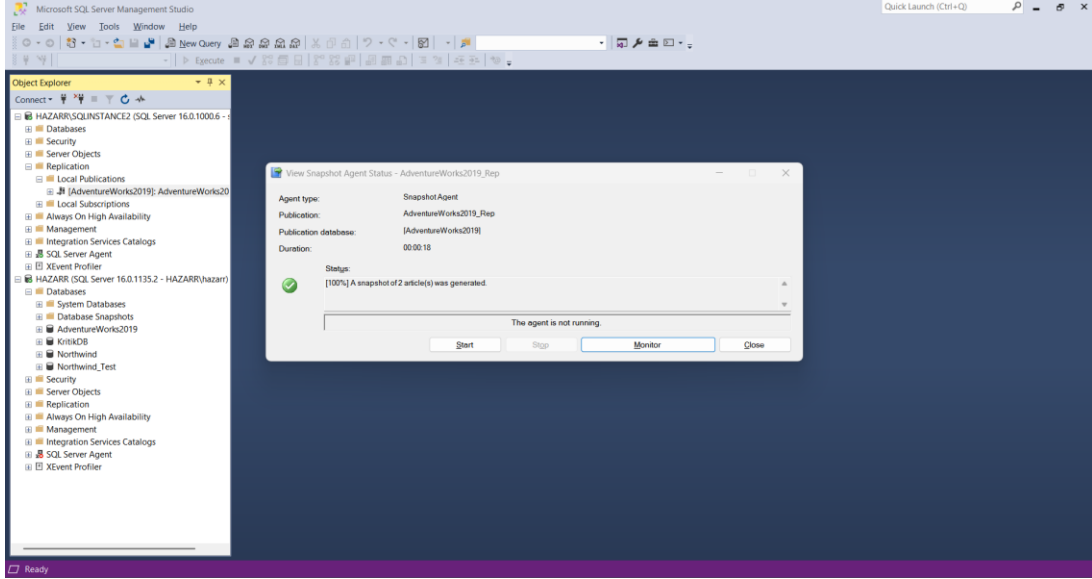 Microsoft SQL Server Management Studio
Quick Launch (Ctrl+Q)
File Edit View Tools Window Help
New Query
Execute
Object Explorer
Connect
HAZARR\SQLINSTANCE2 (SQL Server 16.0.1000.6 - s
Databases
Security
Server Objects
Replication
Local Publications
[AdventureWorks2019]: AdventureWorks20
Local Subscriptions
Always On High Availability
Management
Integration Services Catalogs
SQL Server Agent
XEvent Profiler
HAZARR (SQL Server 16.0.1135.2 - HAZARR\hazarr)
Databases
System Databases
Database Snapshots
AdventureWorks2019
KritikDB
Northwind
Northwind_Test
Security
Server Objects
Replication
Always On High Availability
Management
Integration Services Catalogs
SQL Server Agent
XEvent Profiler
View Snapshot Agent Status - AdventureWorks2019_Rep
Agent type: Snapshot Agent
Publication: AdventureWorks2019_Rep
Publication database: [AdventureWorks2019]
Duration: 00:00:18
Status:
[100%] A snapshot of 2 article(s) was generated.
The agent is not running.
Start Stop Monitor Close
Ready